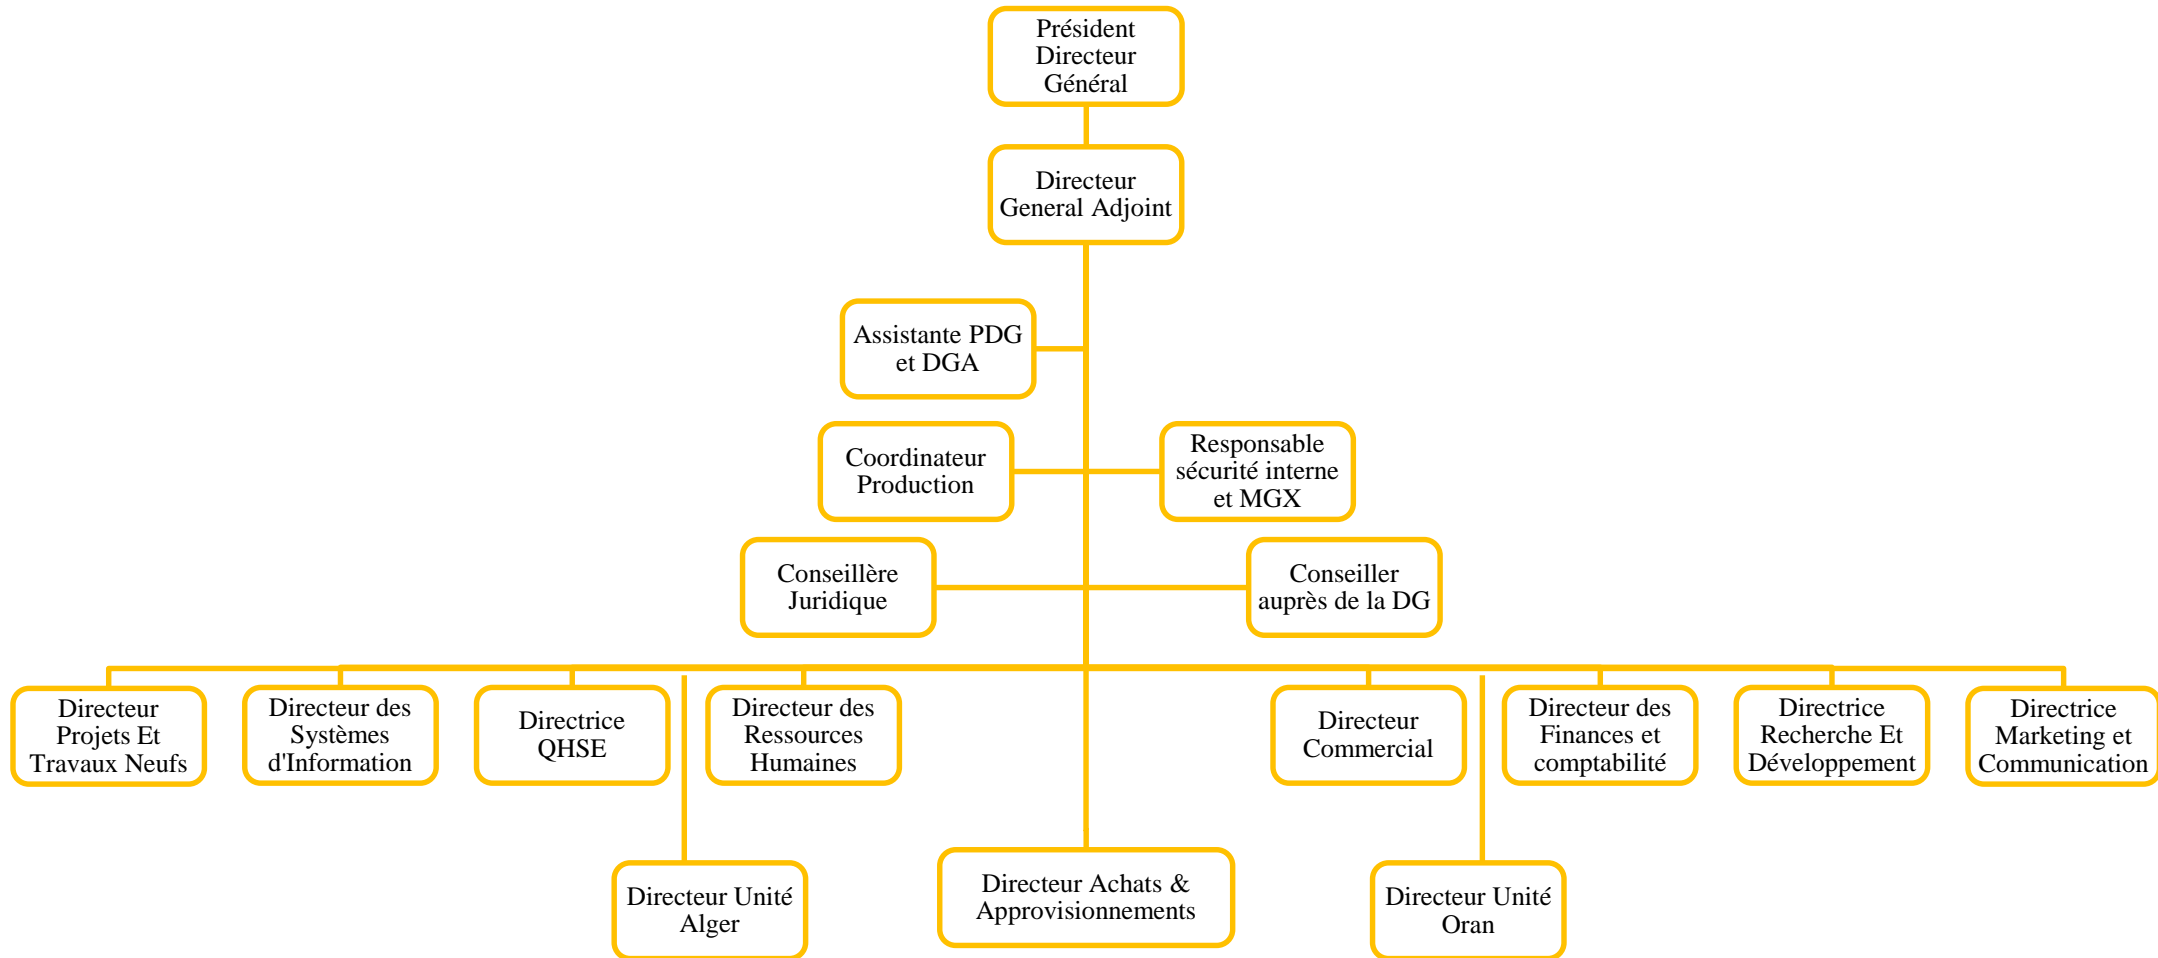 Président
Directeur
Général
Directeur
General Adjoint
Assistante PDG
et DGA
Coordinateur
Production
Responsable
sécurité interne
et MGX
Conseillère
Juridique
Conseiller
auprès de la DG
Directeur
Projets Et
Travaux Neufs
Directeur des
Systèmes
d'Information
Directrice
QHSE
Directeur des
Ressources
Humaines
Directeur
Commercial
Directeur des
Finances et
comptabilité
Directrice
Recherche Et
Développement
Directrice
Marketing et
Communication
Directeur Unité
Alger
Directeur Achats &
Approvisionnements
Directeur Unité
Oran